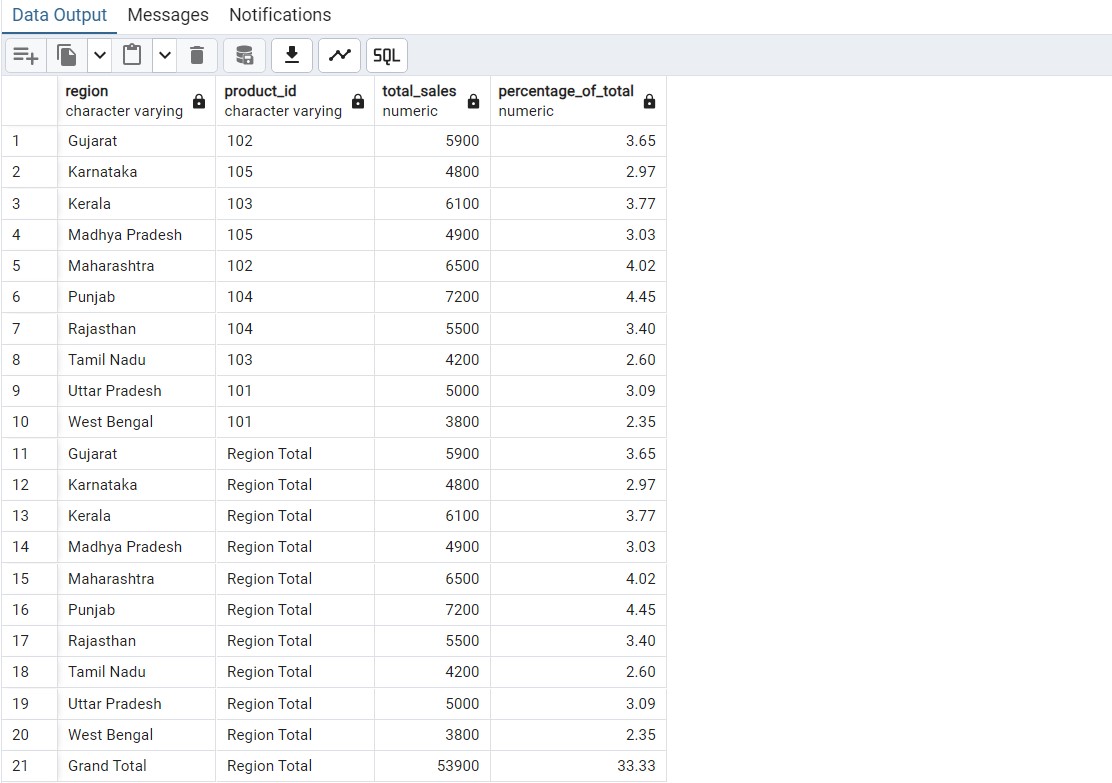 Data Output Messages Notifications
SQL
region product_id total_sales percentage_of_total
character varying character varying numeric numeric
1 Gujarat 102 5900 3.65
2 Karnataka 105 4800 2.97
3 Kerala 103 6100 3.77
4 Madhya Pradesh 105 4900 3.03
5 Maharashtra 102 6500 4.02
6 Punjab 104 7200 4.45
7 Rajasthan 104 5500 3.40
8 Tamil Nadu 103 4200 2.60
9 Uttar Pradesh 101 5000 3.09
10 West Bengal 101 3800 2.35
11 Gujarat Region Total 5900 3.65
12 Karnataka Region Total 4800 2.97
13 Kerala Region Total 6100 3.77
14 Madhya Pradesh Region Total 4900 3.03
15 Maharashtra Region Total 6500 4.02
16 Punjab Region Total 7200 4.45
17 Rajasthan Region Total 5500 3.40
18 Tamil Nadu Region Total 4200 2.60
19 Uttar Pradesh Region Total 5000 3.09
20 West Bengal Region Total 3800 2.35
21 Grand Total Region Total 53900 33.33